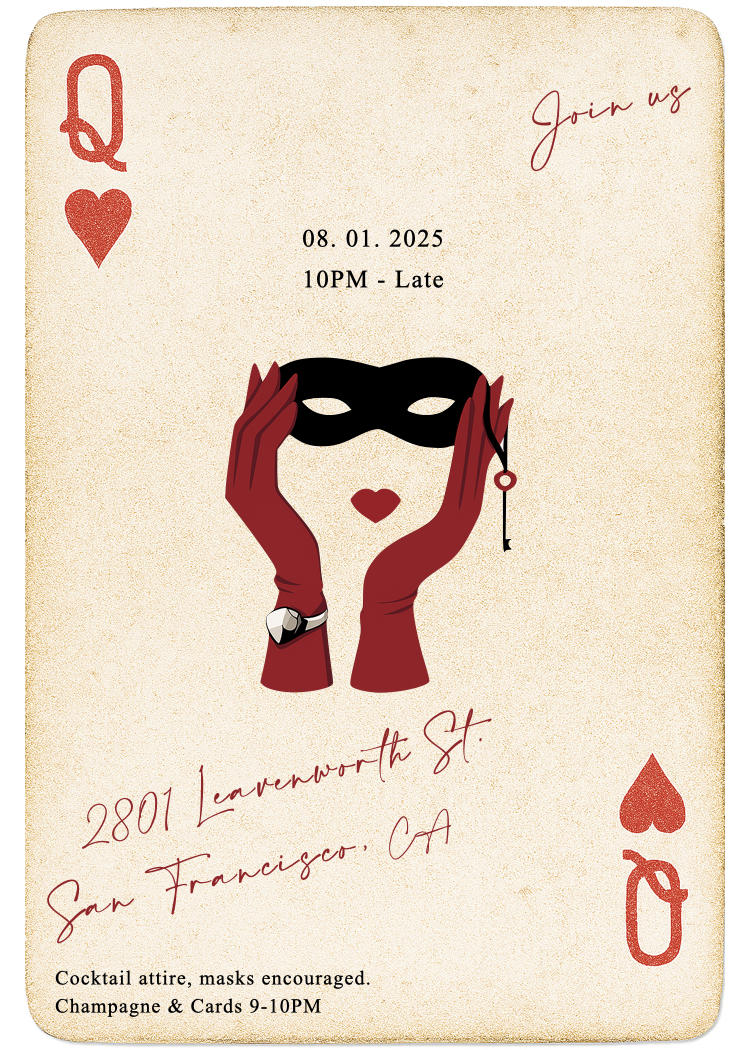 Q
Join us
08. 01. 2025
10PM - Late
2801 Leavenworth St.
San Francisco, CA
Q
Cocktail attire, masks encouraged.
Champagne & Cards 9-10PM